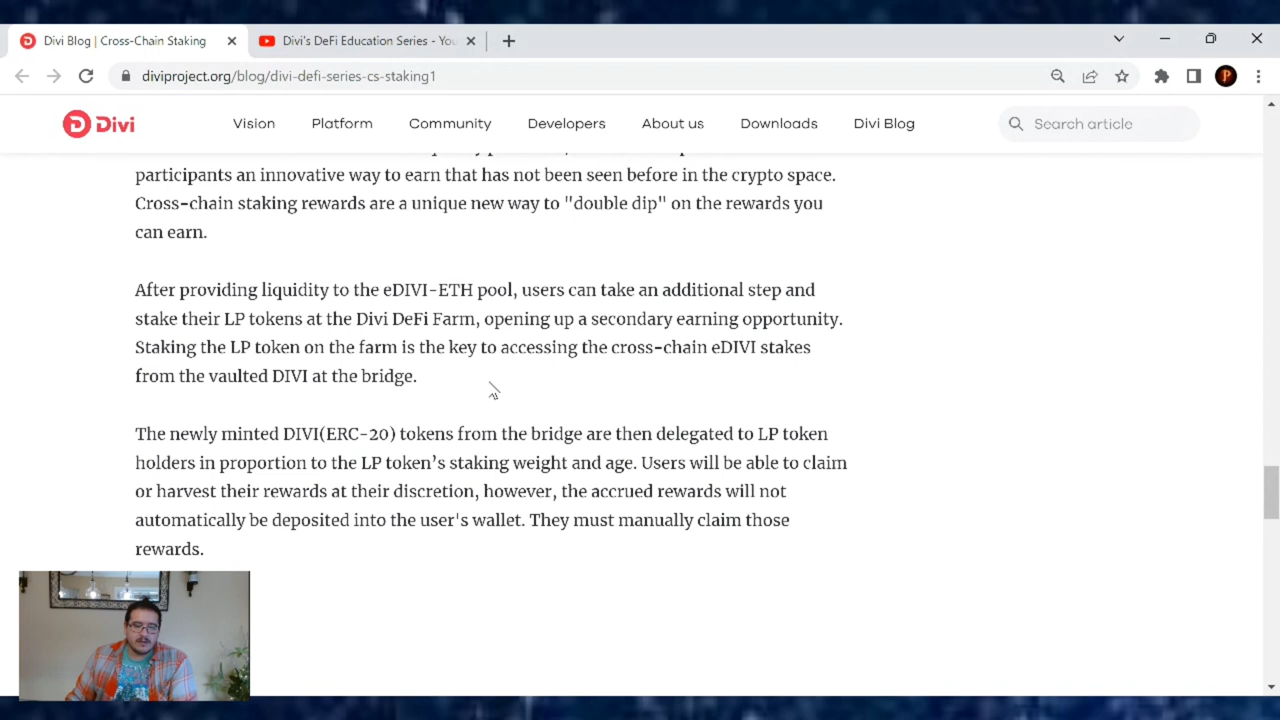 Divi Blog | Cross-Chain Staking
Divi's DeFi Education Series - You
diviproject.org/blog/divi-defi-series-cs-staking1
P
Divi
Vision
Platform
Community
Developers
About us
Downloads
Divi Blog
Search article
participants an innovative way to earn that has not been seen before in the crypto space.
Cross-chain staking rewards are a unique new way to "double dip" on the rewards you
can earn.
After providing liquidity to the eDIVI-ETH pool, users can take an additional step and
stake their LP tokens at the Divi DeFi Farm, opening up a secondary earning opportunity.
Staking the LP token on the farm is the key to accessing the cross-chain eDIVI stakes
from the vaulted DIVI at the bridge.
The newly minted DIVI(ERC-20) tokens from the bridge are then delegated to LP token
holders in proportion to the LP token’s staking weight and age. Users will be able to claim
or harvest their rewards at their discretion, however, the accrued rewards will not
automatically be deposited into the user's wallet. They must manually claim those
rewards.